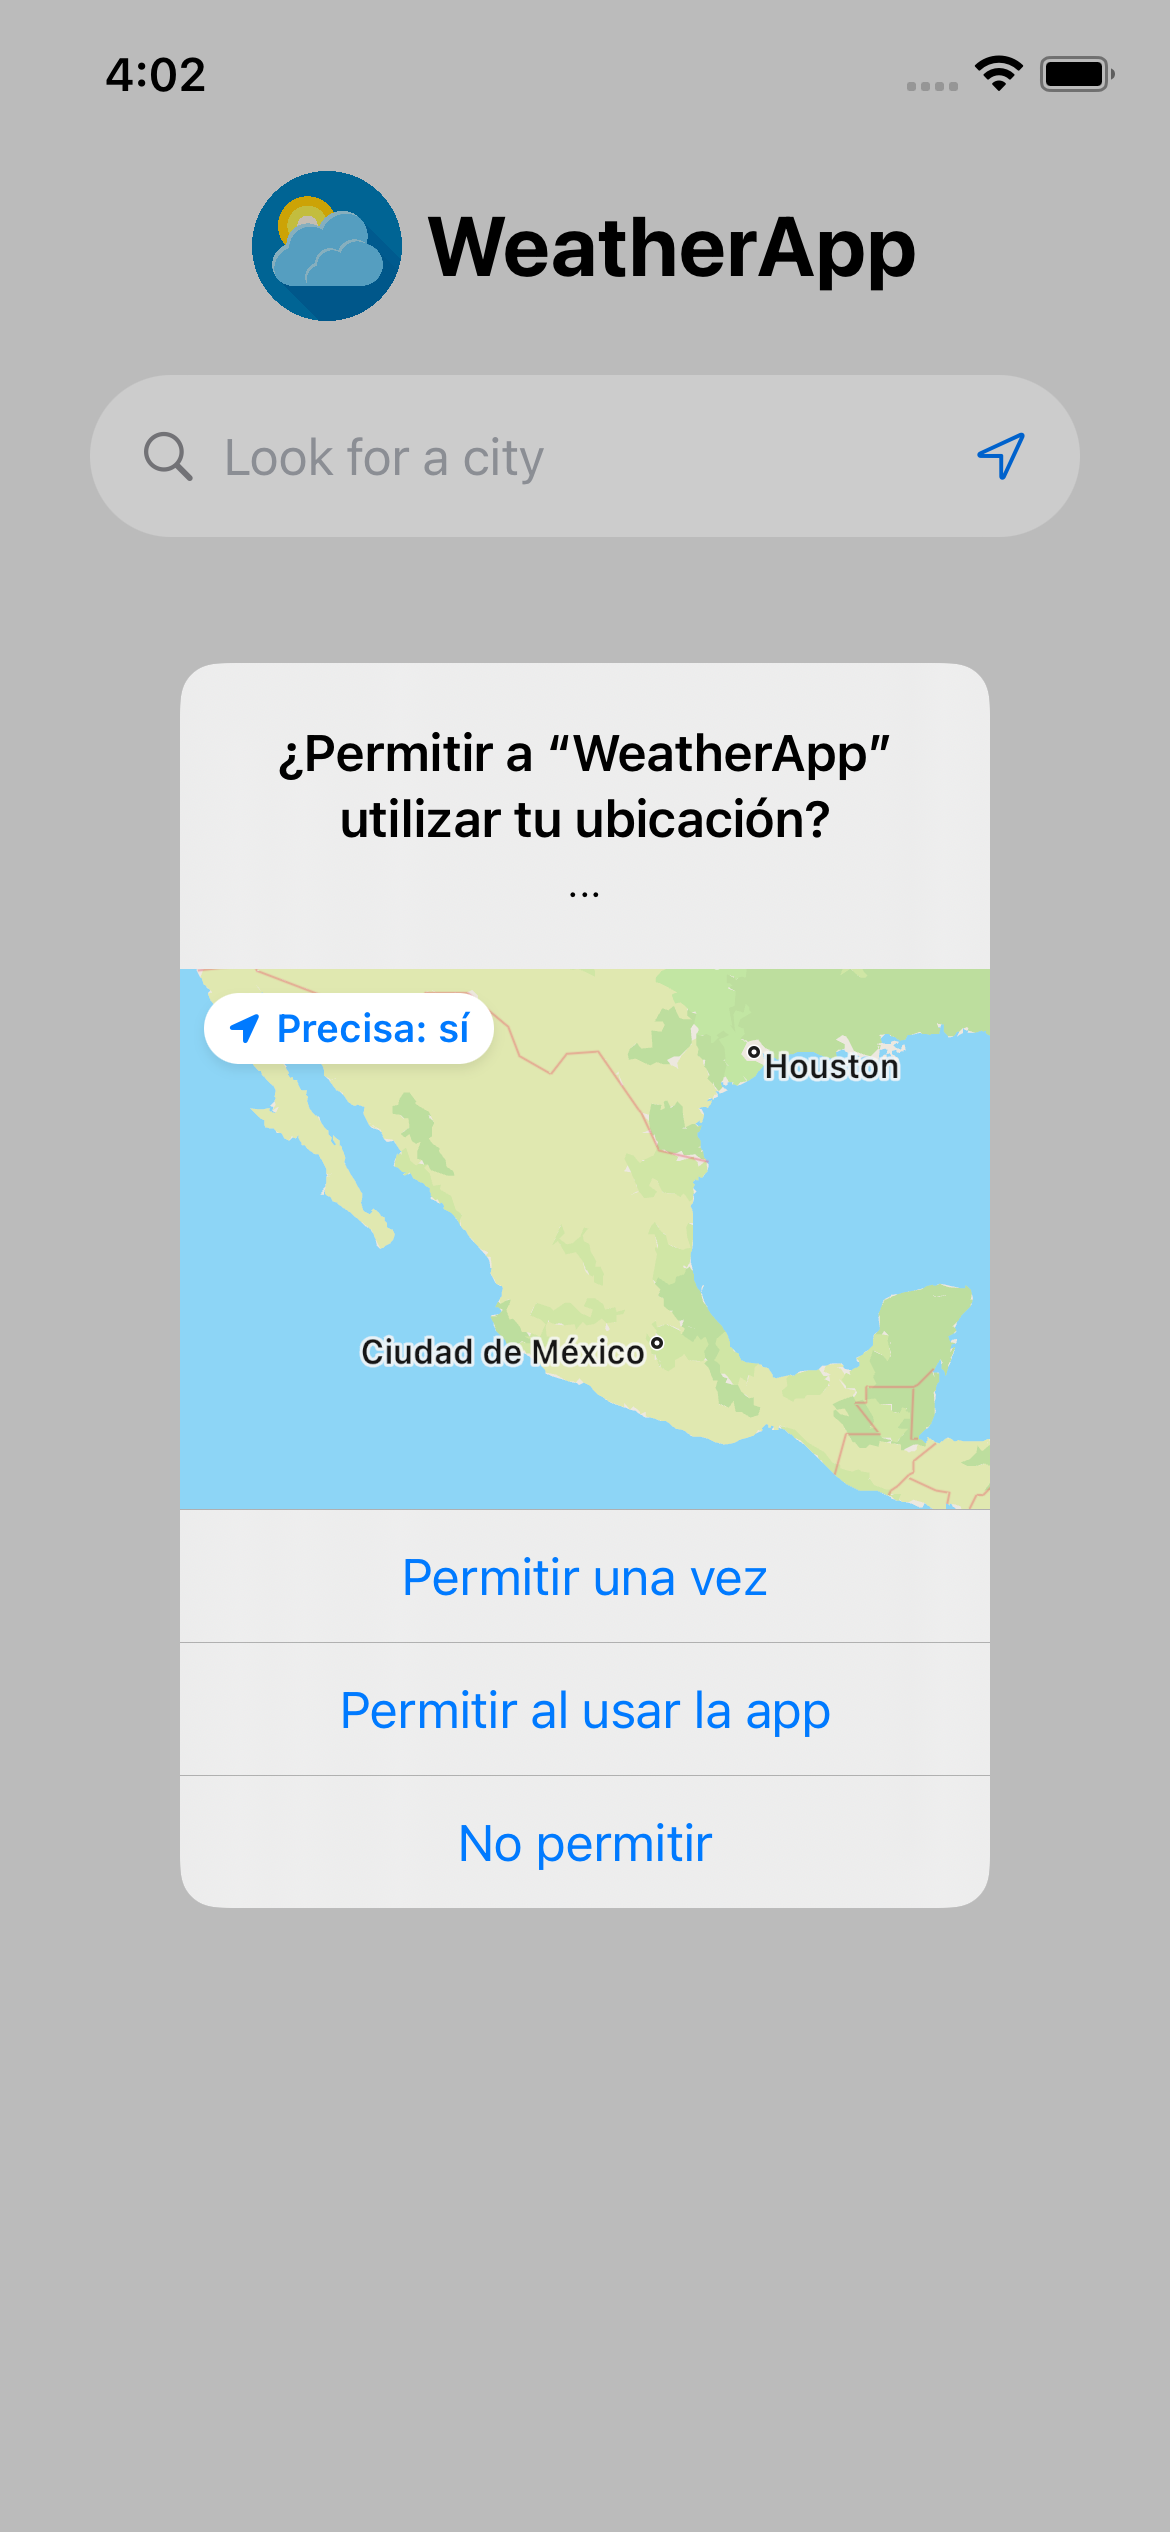 4:02
WeatherApp
Look for a city
¿Permitir a “WeatherApp”
utilizar tu ubicación?
...
Precisa: sí
Houston
Ciudad de México
Permitir una vez
Permitir al usar la app
No permitir